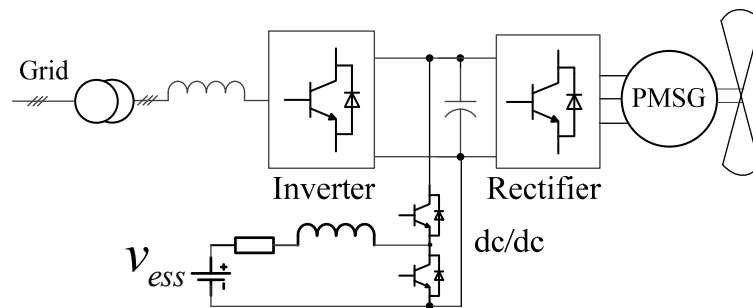 Grid
PMSG
Inverter
Rectifier
dc/dc
v_ess
+